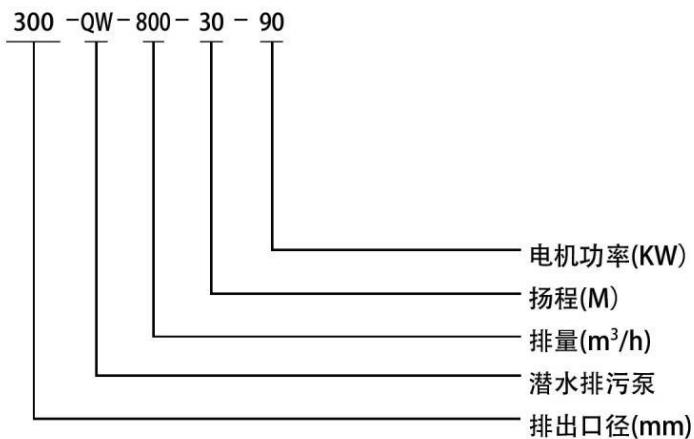 300 -QW-800- 30 - 90
电机功率(KW)
扬程(M)
排量(m³/h)
潜水排污泵
排出口径(mm)